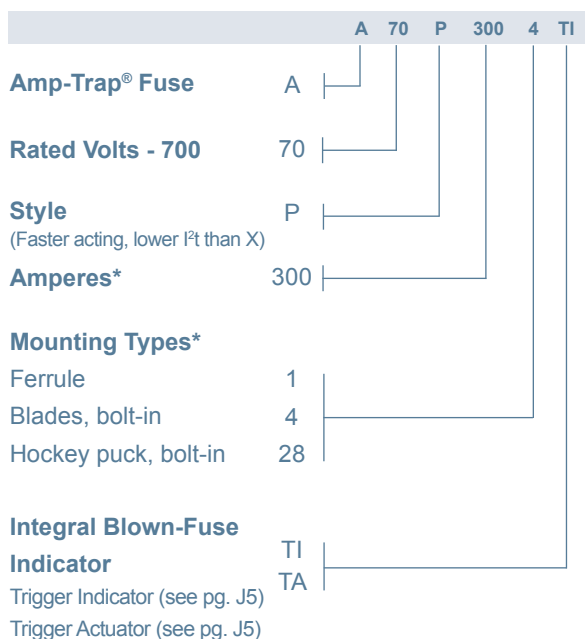 A 70 P 300 4 TI
Amp-Trap® Fuse A
Rated Volts - 700 70
Style P
(Faster acting, lower I²t than X)
Amperes* 300
Mounting Types*
Ferrule 1
Blades, bolt-in 4
Hockey puck, bolt-in 28
Integral Blown-Fuse
Indicator TI
TA
Trigger Indicator (see pg. J5)
Trigger Actuator (see pg. J5)